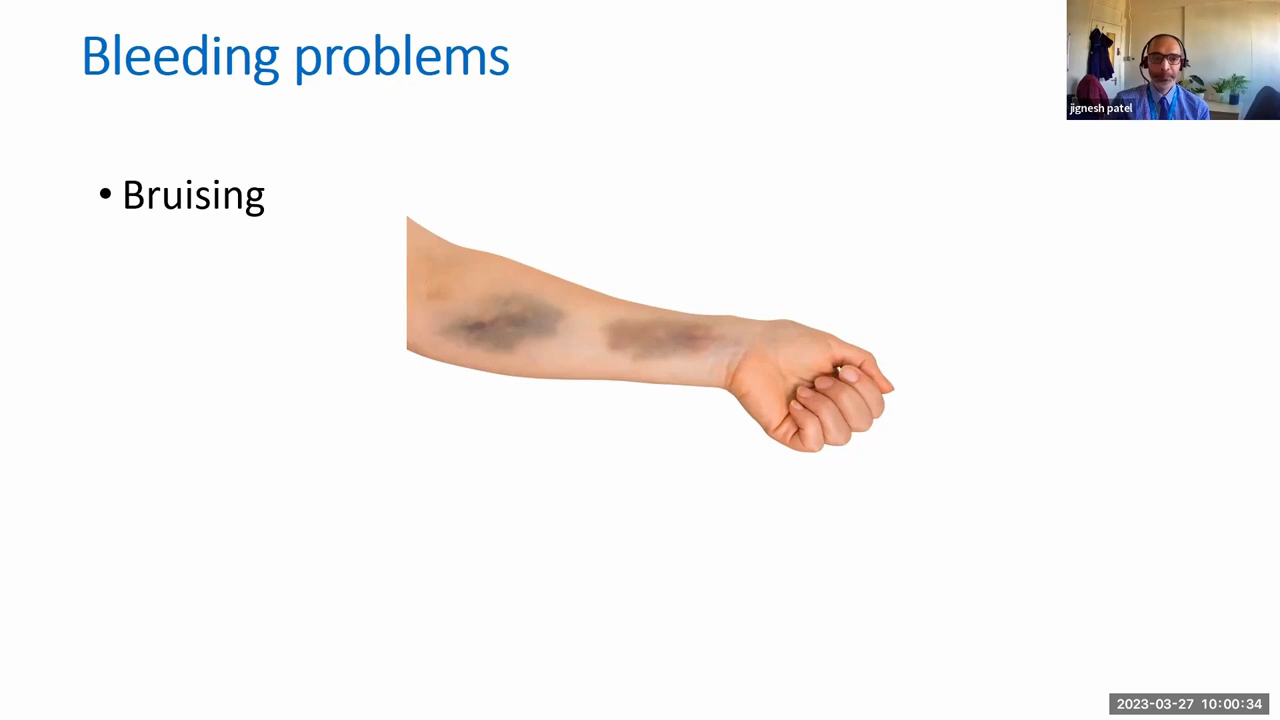 Bleeding problems
jignesh patel
• Bruising
2023-03-27 10:00:34